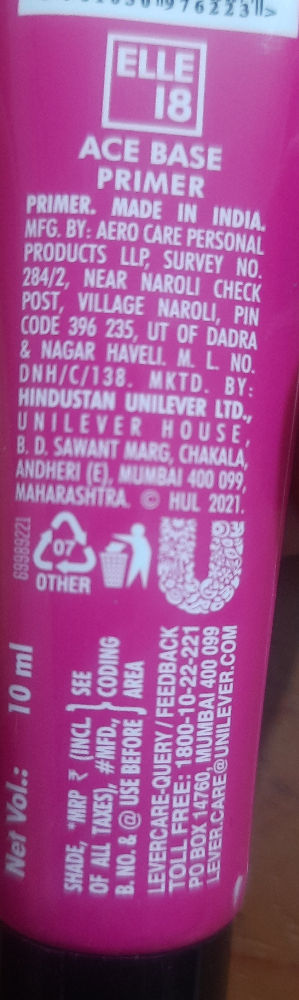 976223
ELLE
18
ACE BASE
PRIMER
PRIMER. MADE IN INDIA.
MFG. BY: AERO CARE PERSONAL
PRODUCTS LLP, SURVEY NO.
284/2, NEAR NAROLI CHECK
POST, VILLAGE NAROLI, PIN
CODE 396 235, UT OF DADRA
& NAGAR HAVELI. M. L. NO.
DNH/C/138. MKTD. BY:
HINDUSTAN UNILEVER LTD.,
UNILEVER HOUSE,
B. D. SAWANT MARG, CHAKALA,
ANDHERI (E), MUMBAI 400 099,
MAHARASHTRA. © HUL 2021.
69989221
07
OTHER
Net Vol.: 10 ml
SHADE, *MRP ₹ (INCL. SEE
OF ALL TAXES), #MFD., CODING
B. NO. & @ USE BEFORE AREA
LEVERCARE-QUERY/FEEDBACK
TOLL FREE: 1800-10-22-221
PO BOX 14760, MUMBAI 400 099
LEVER.CARE@UNILEVER.COM